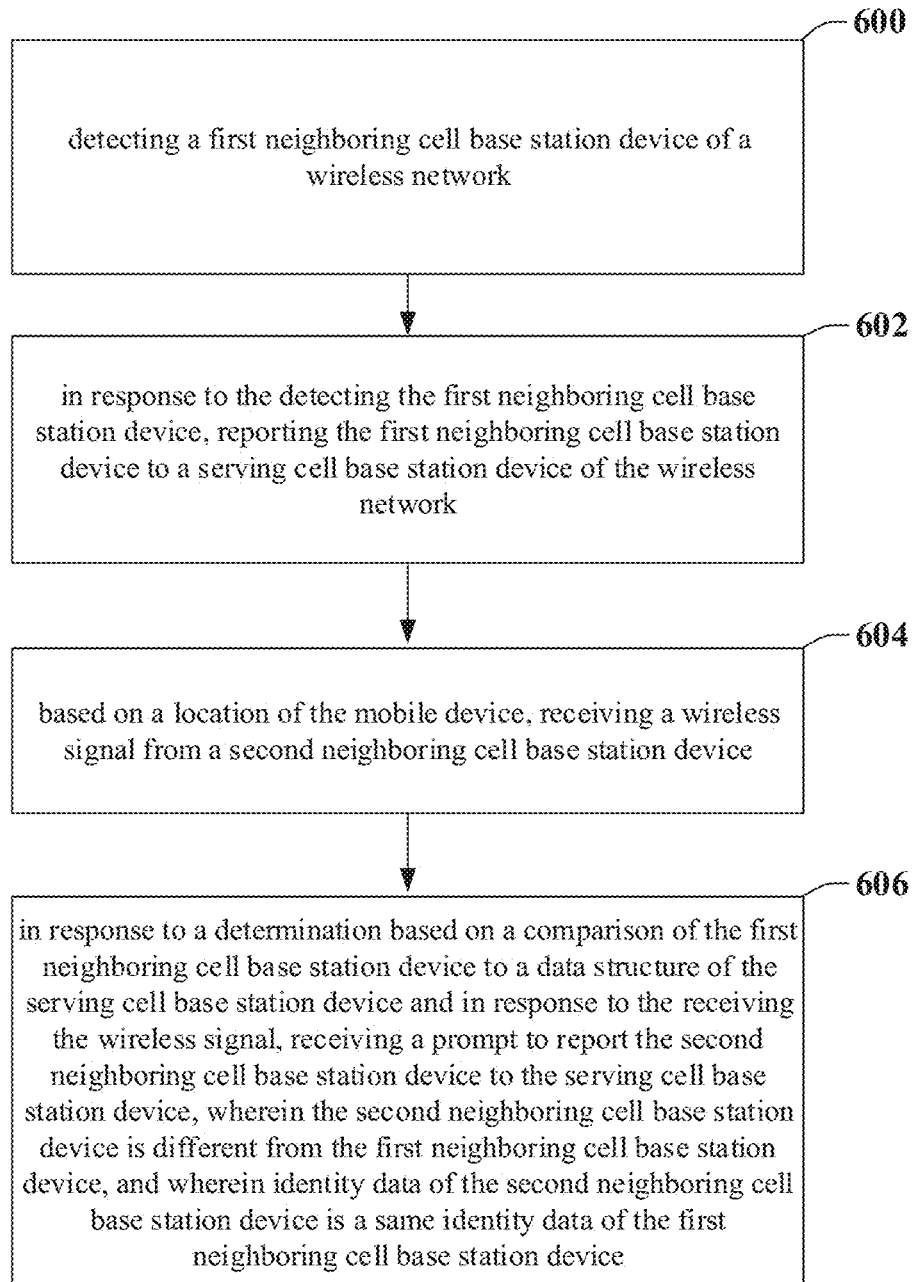 600
detecting a first neighboring cell base station device of a
wireless network
602
in response to the detecting the first neighboring cell base
station device, reporting the first neighboring cell base station
device to a serving cell base station device of the wireless
network
604
based on a location of the mobile device, receiving a wireless
signal from a second neighboring cell base station device
606
in response to a determination based on a comparison of the first
neighboring cell base station device to a data structure of the
serving cell base station device and in response to the receiving
the wireless signal, receiving a prompt to report the second
neighboring cell base station device to the serving cell base
station device, wherein the second neighboring cell base station
device is different from the first neighboring cell base station
device, and wherein identity data of the second neighboring cell
base station device is a same identity data of the first
neighboring cell base station device